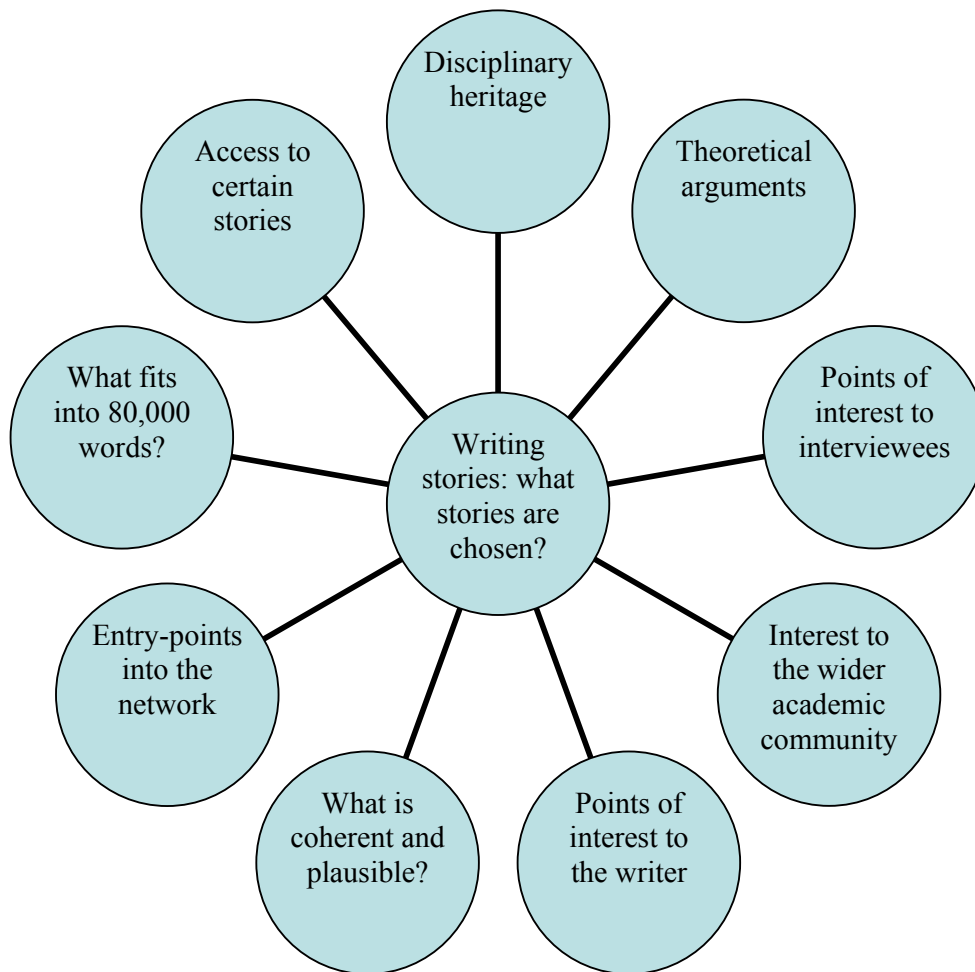 Disciplinary
heritage
Theoretical
arguments
Points of
interest to
interviewees
Interest to
the wider
academic
community
Points of
interest to
the writer
What is
coherent and
plausible?
Entry-points
into the
network
What fits
into 80,000
words?
Access to
certain
stories
Writing
stories: what
stories are
chosen?